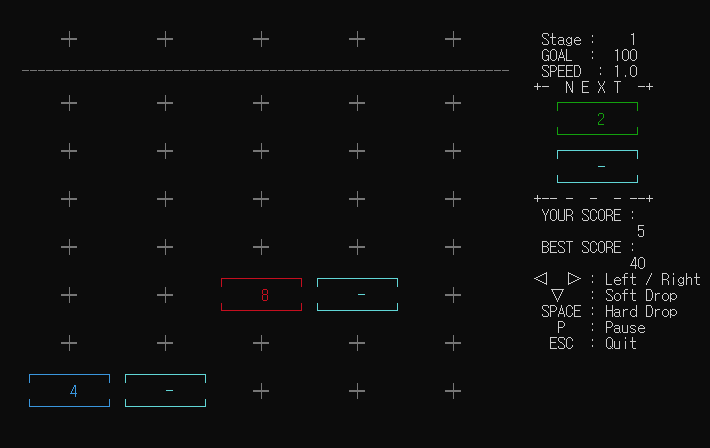 Stage : 1
GOAL : 100
SPEED : 1.0
+- N E X T -+
2
-
+-- - - - --+
YOUR SCORE :
5
BEST SCORE :
40
◁ ▷ : Left / Right
▽ : Soft Drop
SPACE : Hard Drop
P : Pause
ESC : Quit
8
-
4
-